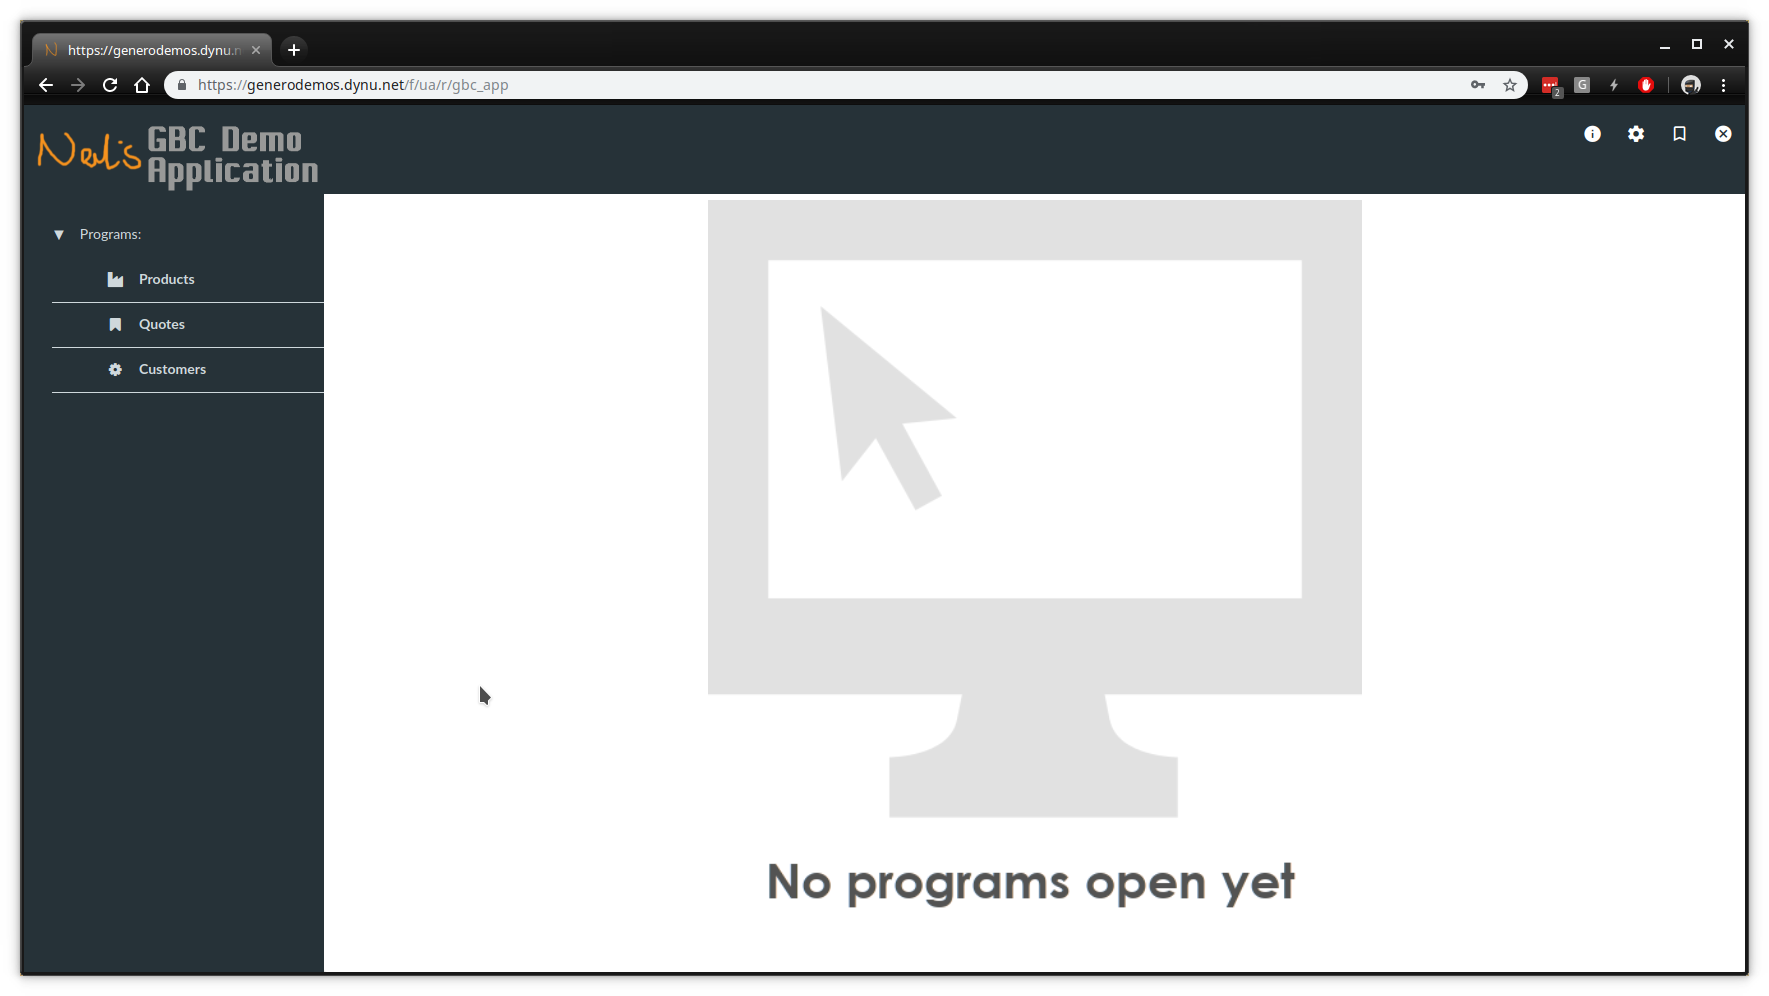 https://generodemos.dynu.n
https://generodemos.dynu.net/f/ua/r/gbc_app
2
G
Neil's GBC Demo
Application
Programs:
Products
Quotes
Customers
No programs open yet